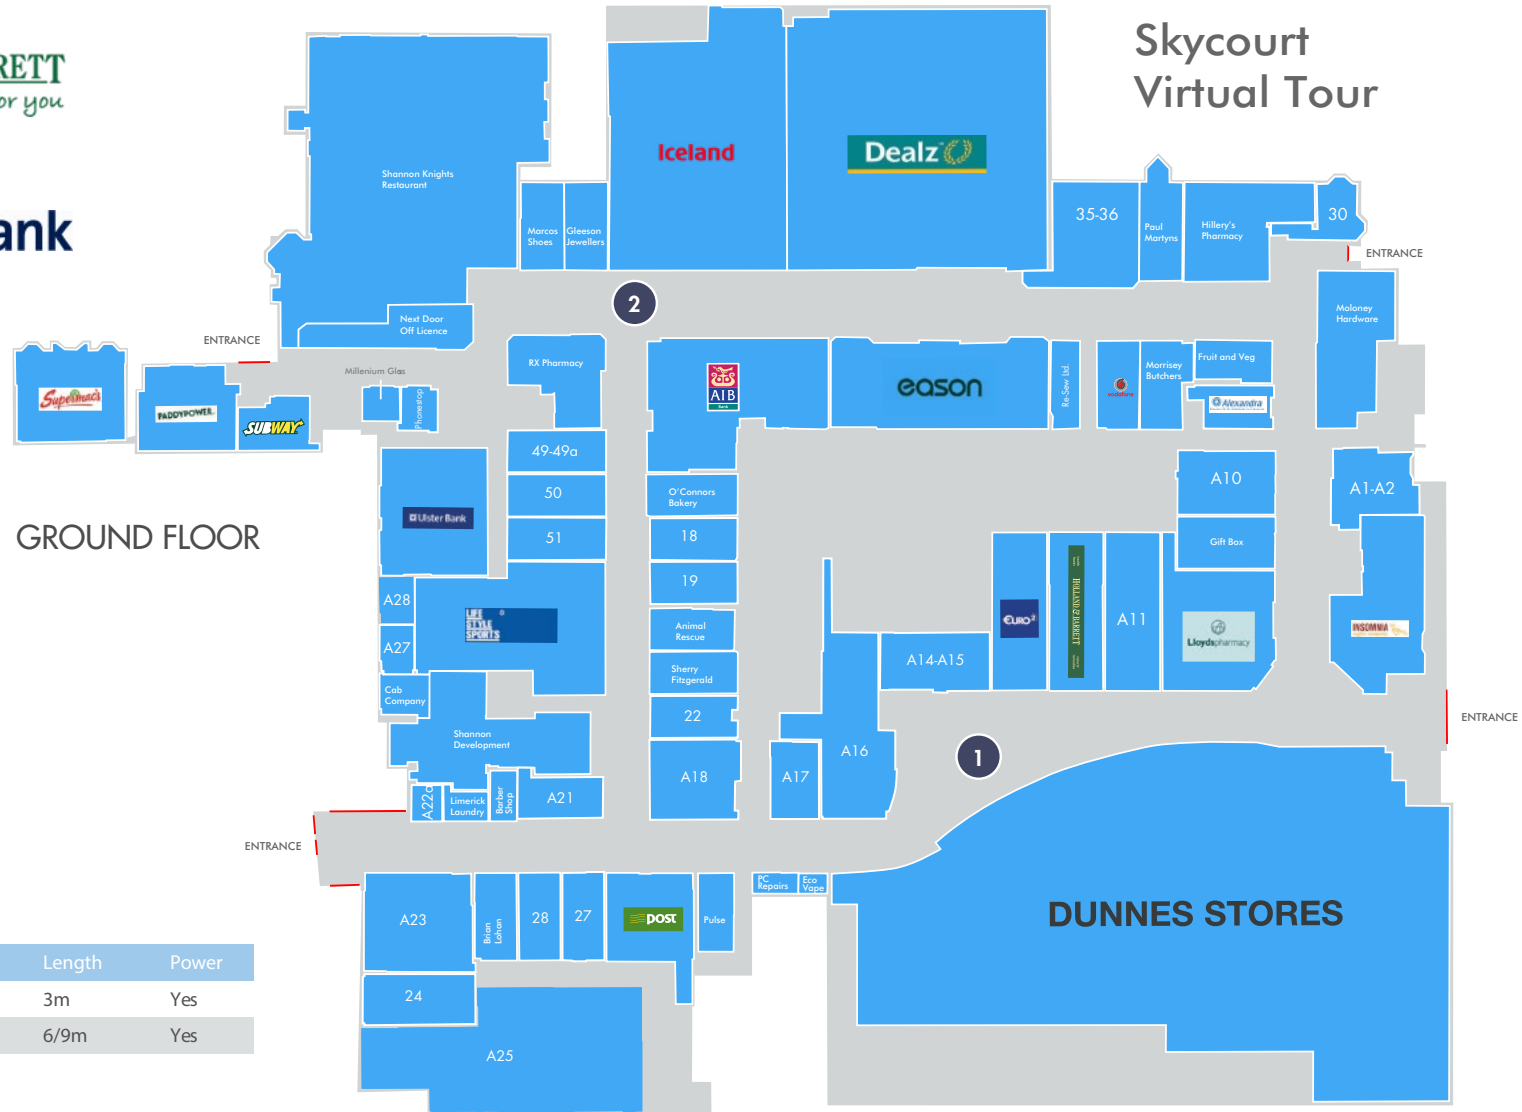 Skycourt
Virtual Tour
RETT
or you
ank
Iceland
Dealz
Shannon Knights
Restaurant
Marcos
Shoes
Gleeson
Jewellers
35-36
Paul
Martyns
Hillery's
Pharmacy
30
ENTRANCE
2
Next Door
Off Licence
Moloney
Hardware
ENTRANCE
RX Pharmacy
Millenium Glas
Phonestop
Supermac's
PADDYPOWER.
SUBWAY
AIB
Bank
eason
Re-Sew Ltd.
vodafone
Morrisey
Butchers
Fruit and Veg
Alexandra
49-49a
50
51
O'Connors
Bakery
18
19
A10
A1-A2
Gift Box
Ulster Bank
GROUND FLOOR
A28
A27
LIFE
STYLE
SPORTS
Animal
Rescue
Sherry
Fitzgerald
22
A14-A15
EURO 2
HOLLAND & BARRETT
A11
Lloydspharmacy
INSOMNIA
Cab
Company
Shannon
Development
ENTRANCE
A18
A17
A16
1
A22a
Limerick
Laundry
Barber
Shop
A21
ENTRANCE
PC
Repairs
Eco
Vape
A23
Brian
Lohan
28
27
post
Pulse
DUNNES STORES
24
A25
Length Power
3m Yes
6/9m Yes